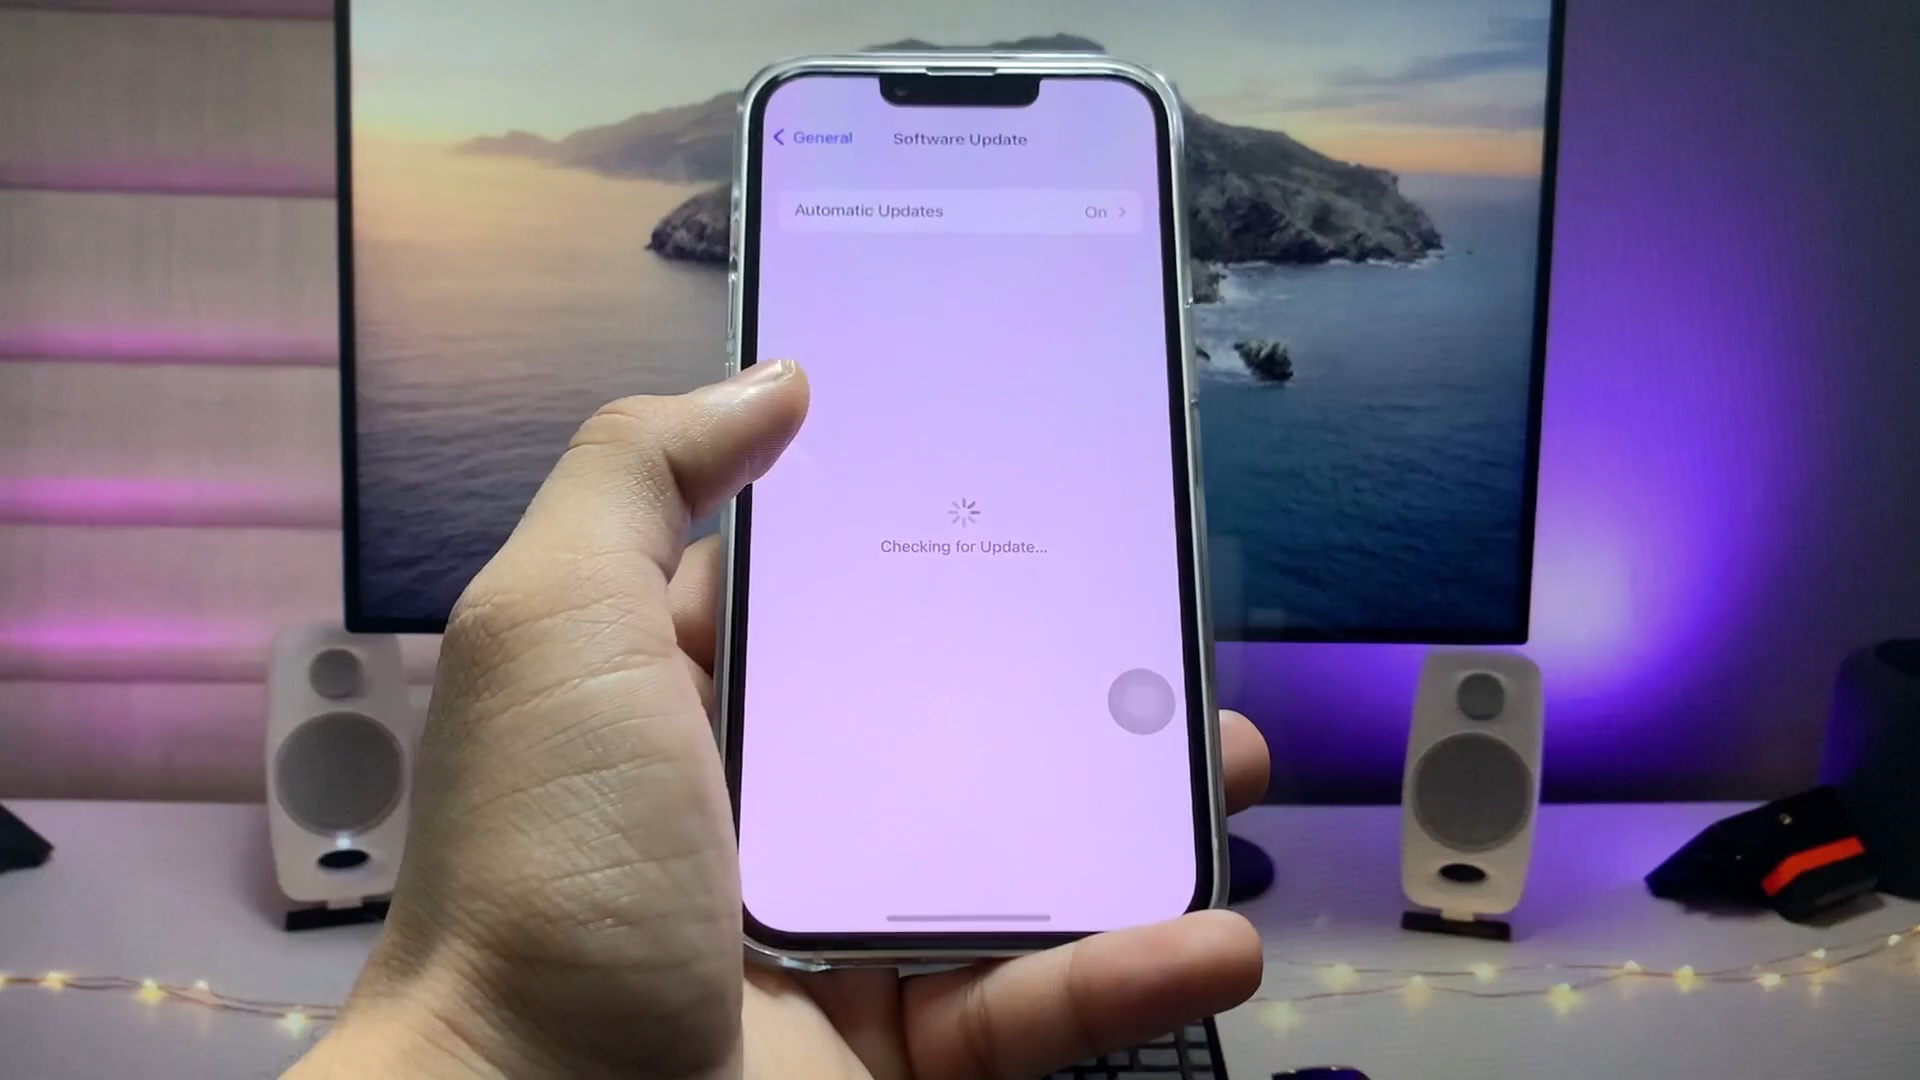 General
Software Update
Automatic Updates
On
Checking for Update...